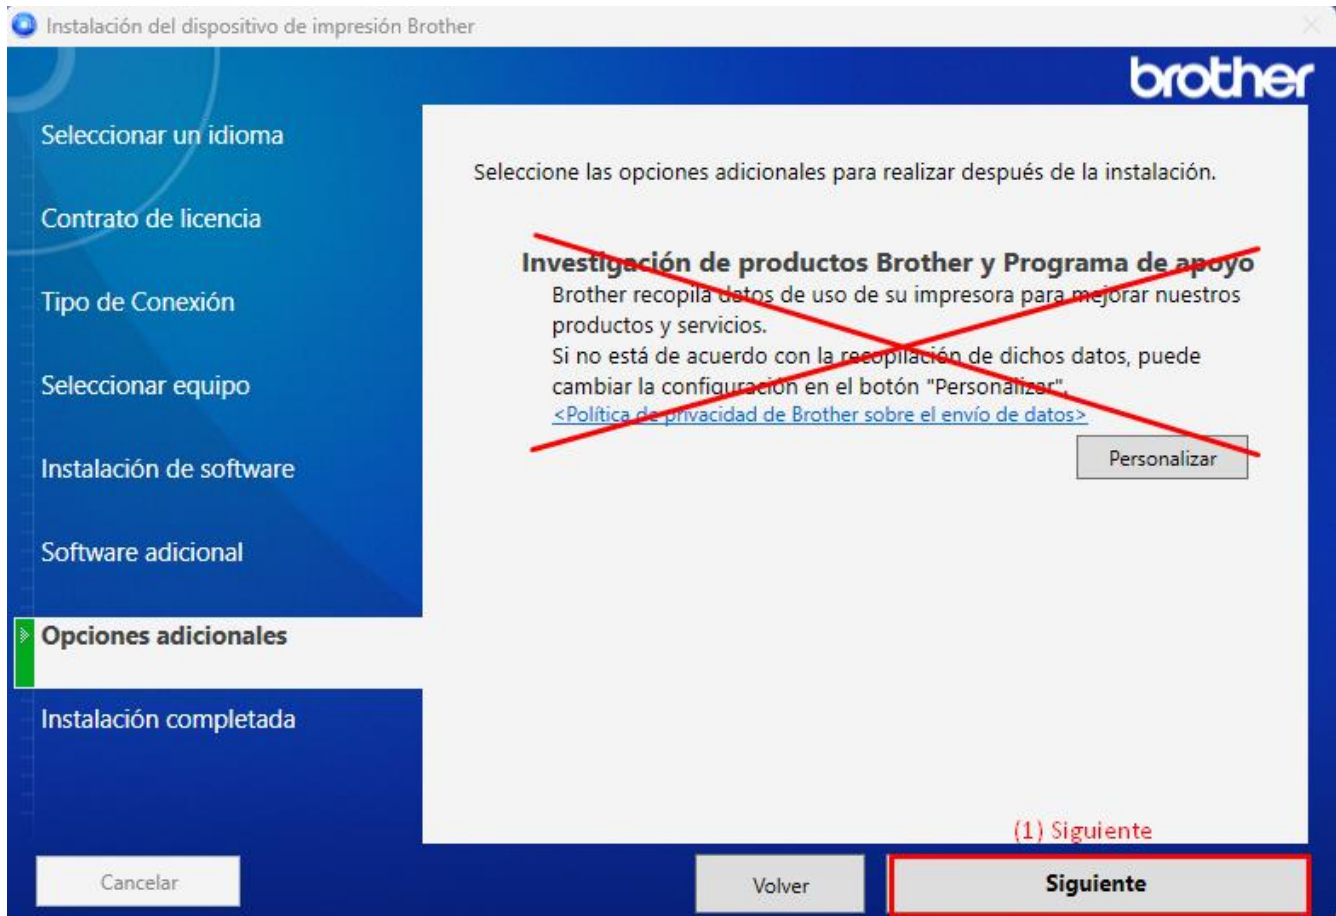 Instalación del dispositivo de impresión Brother
brother
Seleccionar un idioma
Contrato de licencia
Tipo de Conexión
Seleccionar equipo
Instalación de software
Software adicional
Opciones adicionales
Instalación completada
Seleccione las opciones adicionales para realizar después de la instalación.
Investigación de productos Brother y Programa de apoyo
Brother recopila datos de uso de su impresora para mejorar nuestros
productos y servicios.
Si no está de acuerdo con la recopilación de dichos datos, puede
cambiar la configuración en el botón "Personalizar".
<Política de privacidad de Brother sobre el envío de datos>
Personalizar
(1) Siguiente
Cancelar
Volver
Siguiente